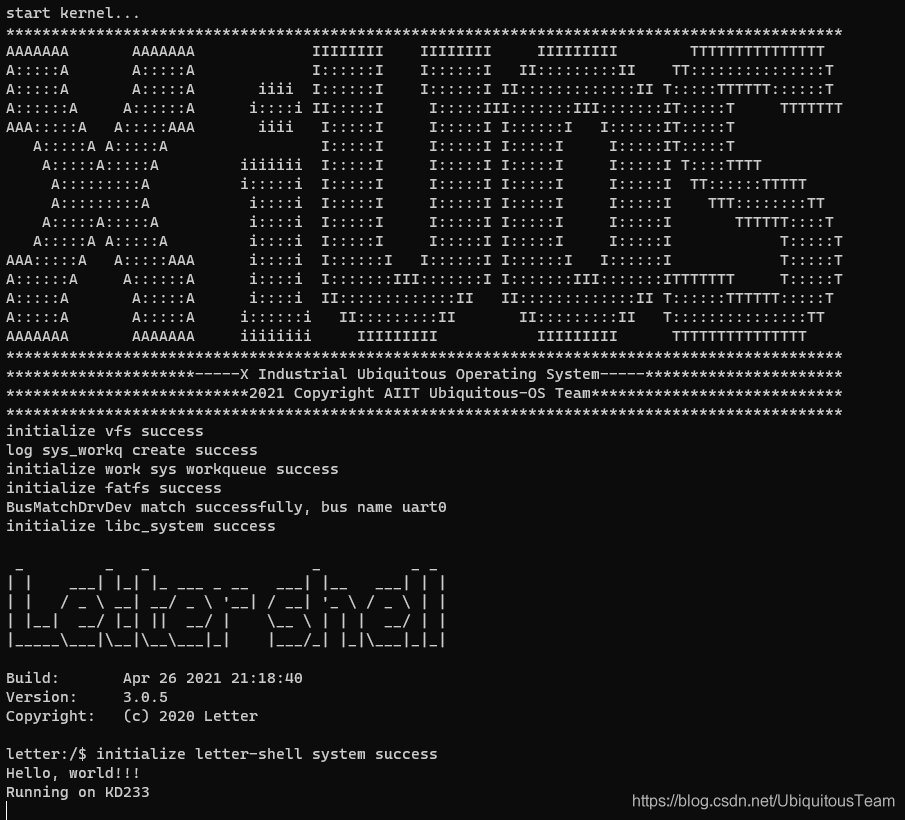 start kernel...
XIUOS
-----X Industrial Ubiquitous Operating System-----
2021 Copyright AIIT Ubiquitous-OS Team
initialize vfs success
log sys_workq create success
initialize work sys workqueue success
initialize fatfs success
BusMatchDrvDev match successfully, bus name uart0
initialize libc_system success
Letter shell
Build: Apr 26 2021 21:18:40
Version: 3.0.5
Copyright: (c) 2020 Letter
letter:/$ initialize letter-shell system success
Hello, world!!!
Running on KD233
https://blog.csdn.net/UbiquitousTeam